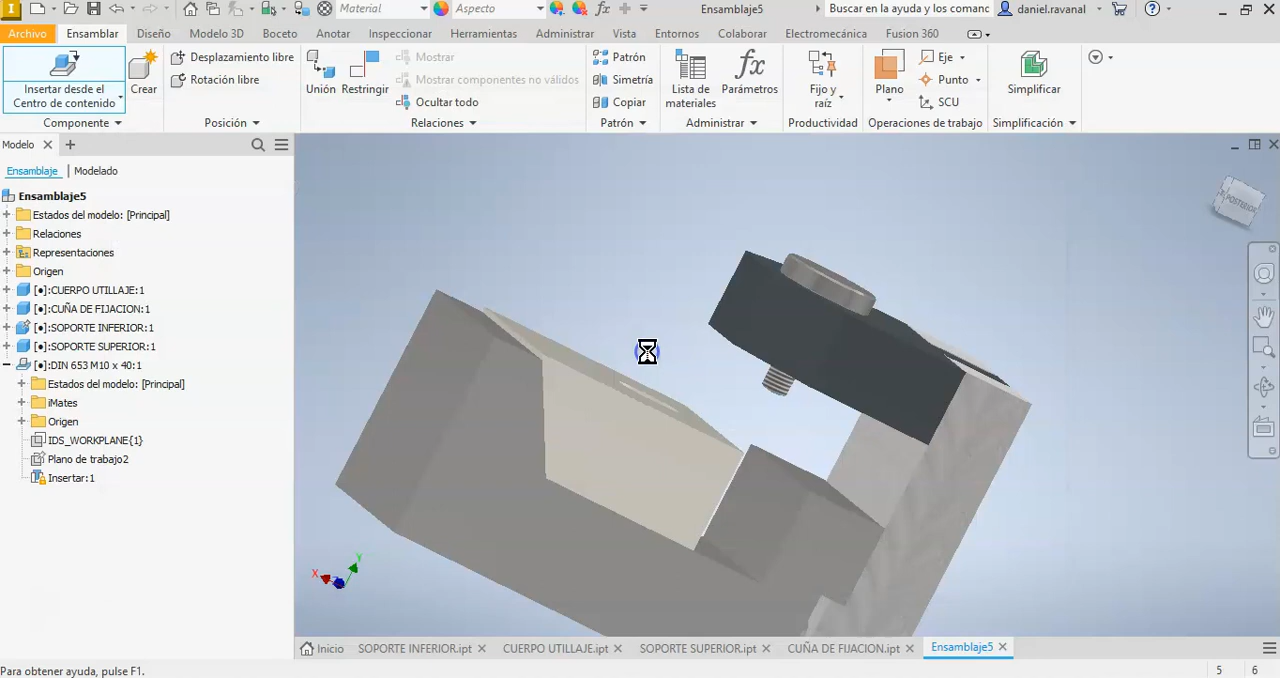 Material
Aspecto
Ensamblaje5
Buscar en la ayuda y los comanc
daniel.ravanal
Archivo
Ensamblar
Diseño
Modelo 3D
Boceto
Anotar
Inspeccionar
Herramientas
Administrar
Vista
Entornos
Colaborar
Electromecánica
Fusion 360
Insertar desde el
Centro de contenido
Crear
Componente
Desplazamiento libre
Rotación libre
Posición
Unión
Restringir
Mostrar
Mostrar componentes no válidos
Ocultar todo
Relaciones
Patrón
Simetría
Copiar
Patrón
Lista de
materiales
Parámetros
Administrar
Fijo y
raíz
Productividad
Plano
Eje
Punto
SCU
Operaciones de trabajo
Simplificar
Simplificación
Modelo
Ensamblaje
Modelado
Ensamblaje5
Estados del modelo: [Principal]
Relaciones
Representaciones
Origen
[●]:CUERPO UTILLAJE:1
[●]:CUÑA DE FIJACION:1
[●]:SOPORTE INFERIOR:1
[●]:SOPORTE SUPERIOR:1
[●]:DIN 653 M10 x 40:1
Estados del modelo: [Principal]
iMates
Origen
IDS_WORKPLANE{1}
Plano de trabajo2
Insertar:1
POSTERIOR
X
Y
Inicio
SOPORTE INFERIOR.ipt
CUERPO UTILLAJE.ipt
SOPORTE SUPERIOR.ipt
CUÑA DE FIJACION.ipt
Ensamblaje5
Para obtener ayuda, pulse F1.
5
6